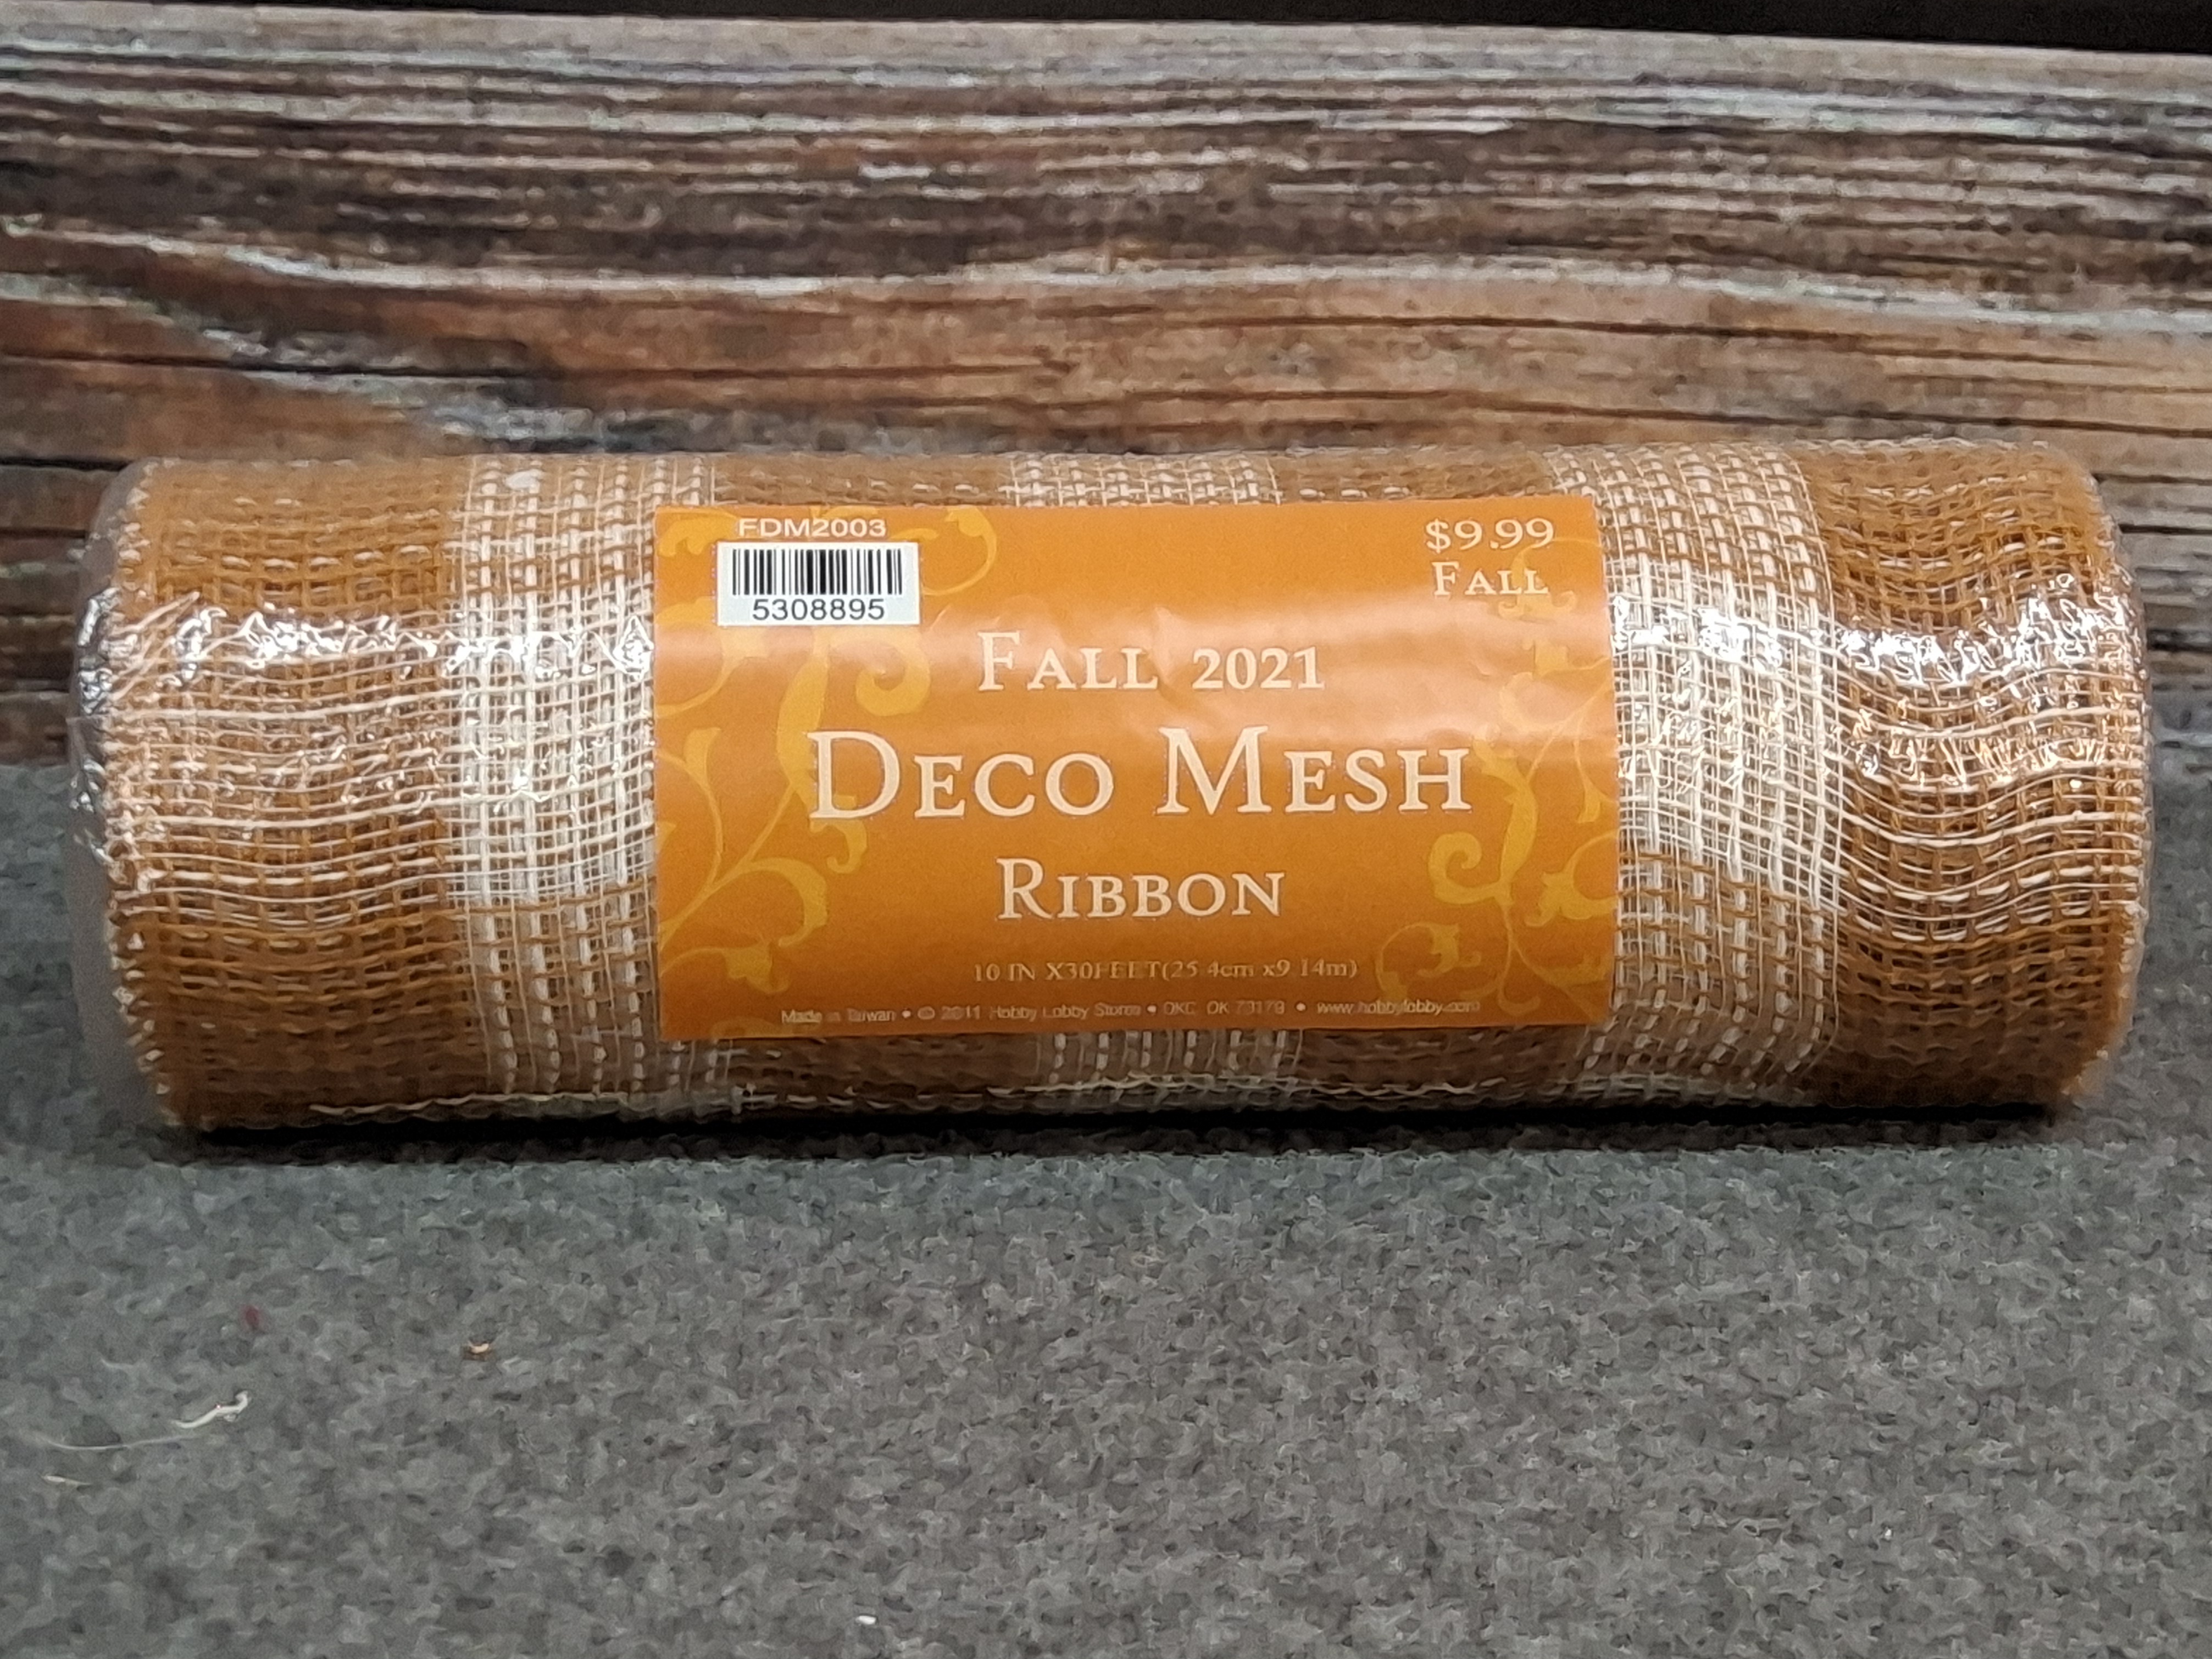 FDM2003
5308895
$9.99
FALL
FALL 2021
DECO MESH
RIBBON
10 IN X30FEET(25.4cm x9.14m)
Made in Taiwan • © 2011 Hobby Lobby Stores • OKC, OK 73179 • www.hobbylobby.com